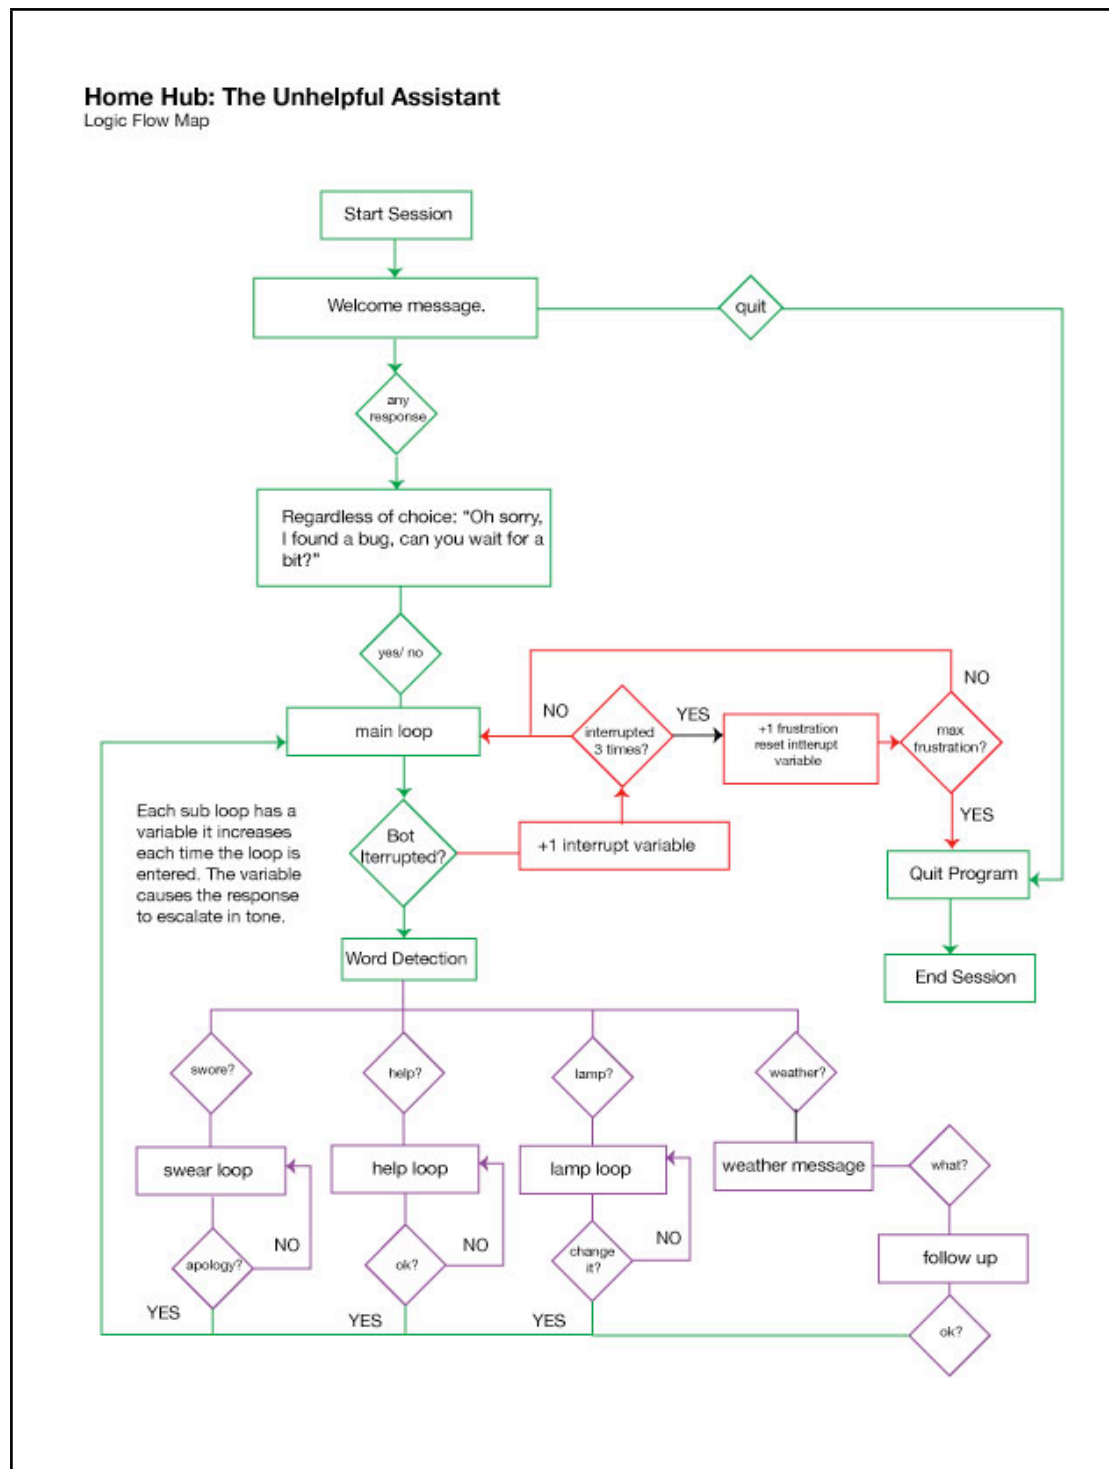 Home Hub: The Unhelpful Assistant
Logic Flow Map
Start Session
Welcome message.
quit
any
response
Regardless of choice: "Oh sorry,
I found a bug, can you wait for a
bit?"
yes/ no
main loop
NO
interrupted
3 times?
YES
+1 frustration
reset intterupt
variable
max
frustration?
NO
YES
Each sub loop has a
variable it increases
each time the loop is
entered. The variable
causes the response
to escalate in tone.
Bot
Iterrupted?
+1 interrupt variable
Quit Program
End Session
Word Detection
swore?
help?
lamp?
weather?
swear loop
help loop
lamp loop
weather message
what?
apology?
NO
ok?
NO
change
it?
NO
follow up
YES
YES
YES
ok?